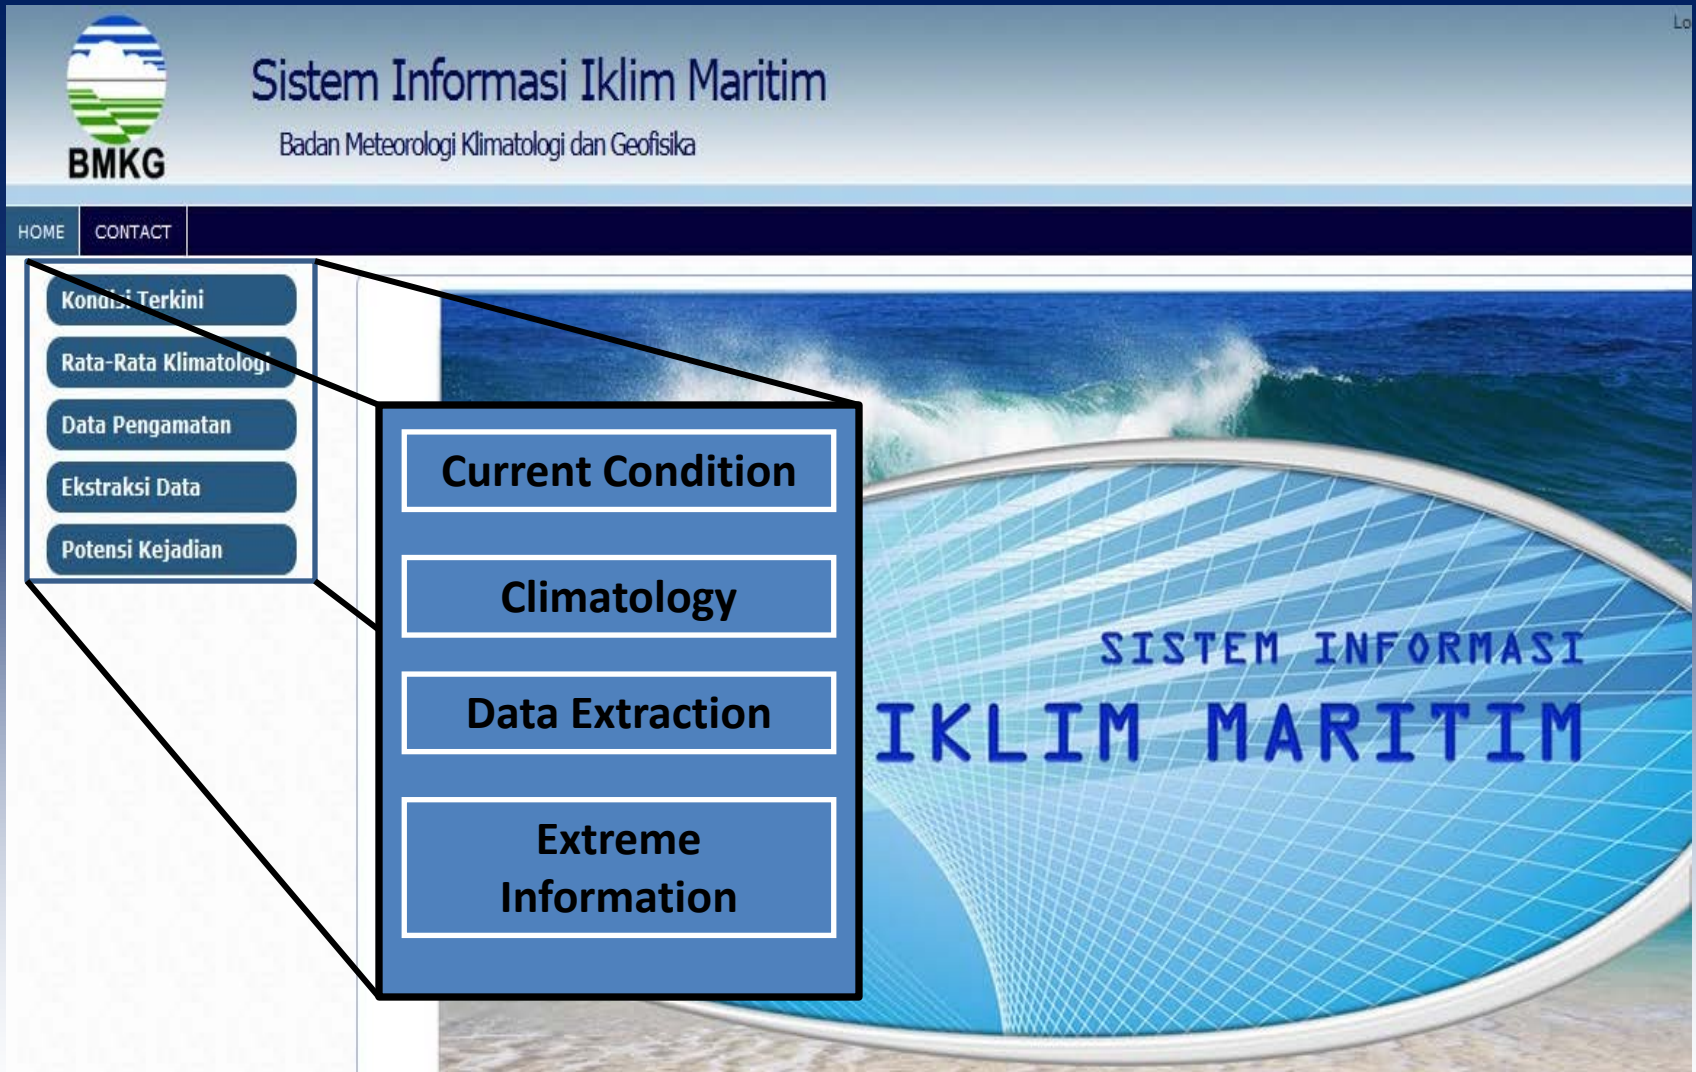 Sistem Informasi Iklim Maritim
Badan Meteorologi Klimatologi dan Geofisika
BMKG
HOME
CONTACT
Kondisi Terkini
Rata-Rata Klimatologi
Data Pengamatan
Ekstraksi Data
Potensi Kejadian
Current Condition
Climatology
Data Extraction
Extreme
Information
SISTEM INFORMASI
IKLIM MARITIM